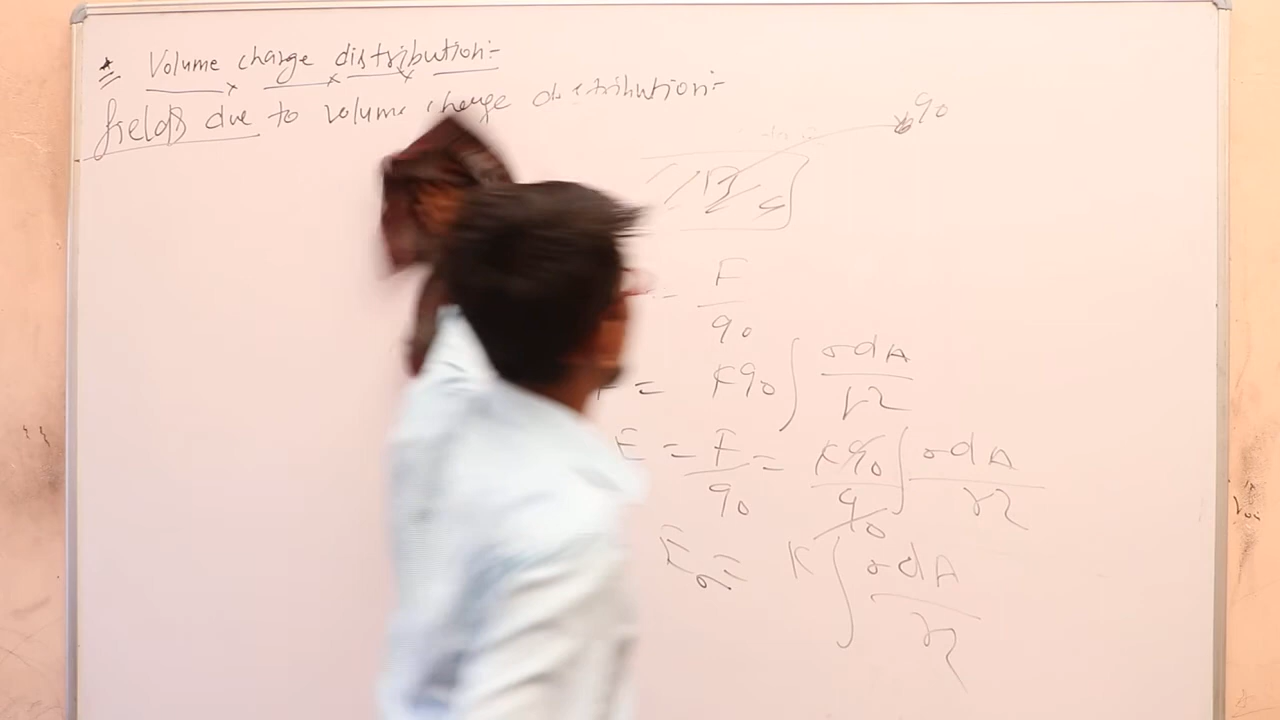 * Volume charge distribution:-
fields due to volume charge distribution:-
q₀
= F/q₀
= Kq₀ ∫ σdA/r²
E = F/q₀ = Kq₀/q₀ ∫ σdA/r²
Eσ = K ∫ σdA/r²